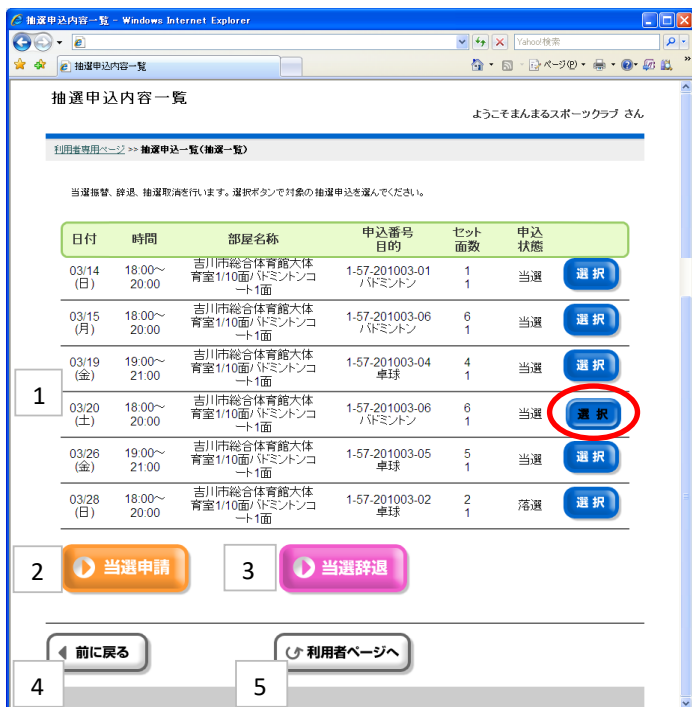 抽選申込内容一覧 - Windows Internet Explorer
Yahoo!検索
抽選申込内容一覧
ページ(P)
抽選申込内容一覧
ようこそまんまるスポーツクラブ さん
利用者専用ページ >> 抽選申込一覧(抽選一覧)
当選振替、辞退、抽選取消を行います。選択ボタンで対象の抽選申込を選んでください。
日付 時間 部屋名称 申込番号 セット 申込
目的 面数 状態
03/14 18:00～ 吉川市総合体育館大体 1-57-201003-01 1 当選 選択
(日) 20:00 育室1/10面バドミントンコ バドミントン 1
ート1面
03/15 18:00～ 吉川市総合体育館大体 1-57-201003-06 6 当選 選択
(月) 20:00 育室1/10面バドミントンコ バドミントン 1
ート1面
03/19 19:00～ 吉川市総合体育館大体 1-57-201003-04 4 当選 選択
(金) 21:00 育室1/10面バドミントンコ 卓球 1
ート1面
1
03/20 18:00～ 吉川市総合体育館大体 1-57-201003-06 6 当選 選択
(土) 20:00 育室1/10面バドミントンコ バドミントン 1
ート1面
03/26 19:00～ 吉川市総合体育館大体 1-57-201003-05 5 当選 選択
(金) 21:00 育室1/10面バドミントンコ 卓球 1
ート1面
03/28 18:00～ 吉川市総合体育館大体 1-57-201003-02 2 落選 選択
(日) 20:00 育室1/10面バドミントンコ 卓球 1
ート1面
2 当選申請 3 当選辞退
前に戻る 利用者ページへ
4 5